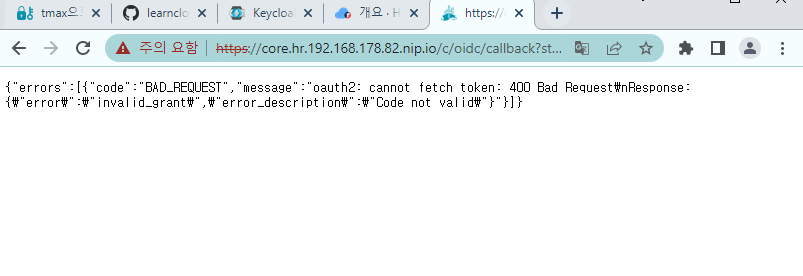 tmax으
learnclo
Keycloa
개요 · H
https://
주의 요함 | https://core.hr.192.168.178.82.nip.io/c/oidc/callback?st...
{"errors":[{"code":"BAD_REQUEST","message":"oauth2: cannot fetch token: 400 Bad Request₩nResponse:
{₩"error₩":₩"invalid_grant₩",₩"error_description₩":₩"Code not valid₩"}"}]}